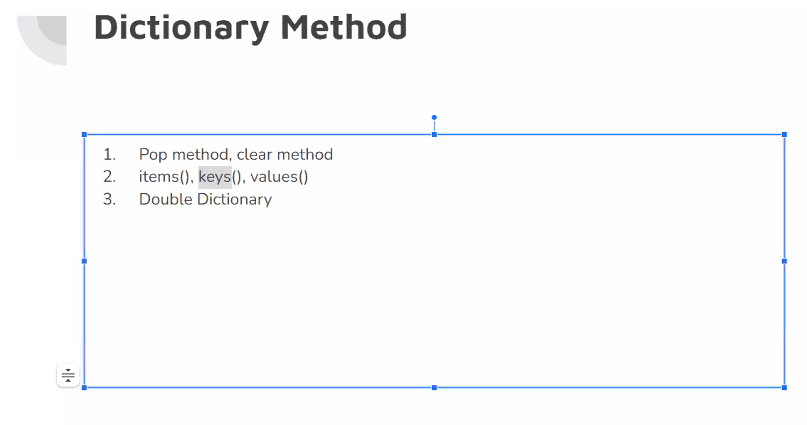 Dictionary Method
1. Pop method, clear method
2. items(), keys(), values()
3. Double Dictionary